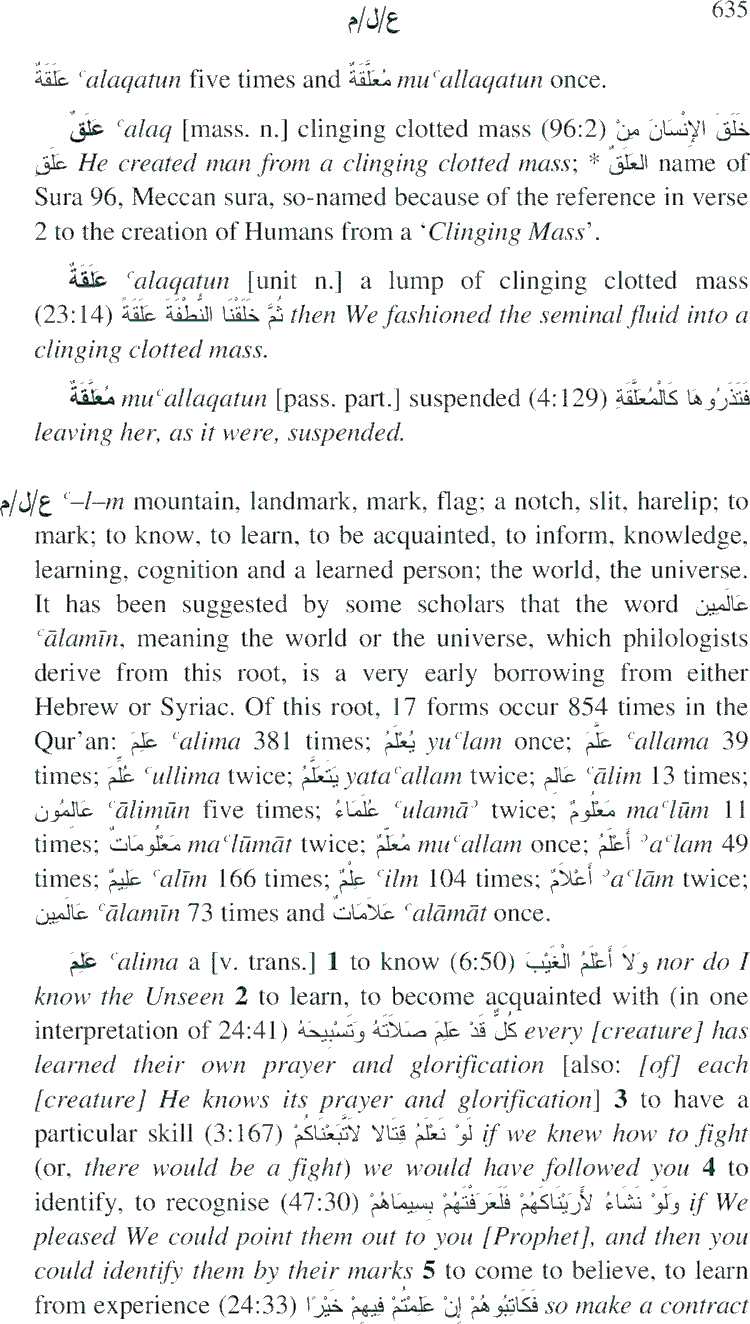 ع/ل/م 635
عَلَقَةٌ ʿalaqatun five times and مُعَلَّقَةٌ muʿallaqatun once.
عَلَقٌ ʿalaq [mass. n.] clinging clotted mass (96:2) خَلَقَ الإِنْسَانَ مِنْ
عَلَقٍ He created man from a clinging clotted mass; * العَلَقُ name of
Sura 96, Meccan sura, so-named because of the reference in verse
2 to the creation of Humans from a ‘Clinging Mass’.
عَلَقَةٌ ʿalaqatun [unit n.] a lump of clinging clotted mass
(23:14) ثُمَّ خَلَقْنَا النُّطْفَةَ عَلَقَةً then We fashioned the seminal fluid into a
clinging clotted mass.
مُعَلَّقَةٌ muʿallaqatun [pass. part.] suspended (4:129) فَتَذَرُوهَا كَالْمُعَلَّقَةِ
leaving her, as it were, suspended.
ع/ل/م ʿ–l–m mountain, landmark, mark, flag; a notch, slit, harelip; to
mark; to know, to learn, to be acquainted, to inform, knowledge,
learning, cognition and a learned person; the world, the universe.
It has been suggested by some scholars that the word عَالَمِين
ʿālamīn, meaning the world or the universe, which philologists
derive from this root, is a very early borrowing from either
Hebrew or Syriac. Of this root, 17 forms occur 854 times in the
Qur’an: عَلِمَ ʿalima 381 times; يُعْلَمُ yuʿlam once; عَلَّمَ ʿallama 39
times; عُلِّمَ ʿullima twice; يَتَعَلَّمُ yataʿallam twice; عَالِم ʿālim 13 times;
عَالِمُون ʿālimūn five times; عُلَمَاءُ ʿulamāʾ twice; مَعْلُومٌ maʿlūm 11
times; مَعْلُومَاتٌ maʿlūmāt twice; مُعَلَّمٌ muʿallam once; أَعْلَمُ ʾaʿlam 49
times; عَلِيمٌ ʿalīm 166 times; عِلْمٌ ʿilm 104 times; أَعْلاَمٌ ʾaʿlām twice;
عَالَمِين ʿālamīn 73 times and عَلاَمَاتٌ ʿalāmāt once.
عَلَمَ ʿalima a [v. trans.] 1 to know (6:50) وَلاَ أَعْلَمُ الْغَيْبَ nor do I
know the Unseen 2 to learn, to become acquainted with (in one
interpretation of 24:41) كُلٌّ قَدْ عَلِمَ صَلاَتَهُ وَتَسْبِيحَهُ every [creature] has
learned their own prayer and glorification [also: [of] each
[creature] He knows its prayer and glorification] 3 to have a
particular skill (3:167) لَوْ نَعْلَمُ قِتَالا لاَتَّبَعْنَاكُمْ if we knew how to fight
(or, there would be a fight) we would have followed you 4 to
identify, to recognise (47:30) وَلَوْ نَشَاءُ لأَرَيْنَاكَهُمْ فَلَعَرَفْتَهُمْ بِسِيمَاهُمْ if We
pleased We could point them out to you [Prophet], and then you
could identify them by their marks 5 to come to believe, to learn
from experience (24:33) فَكَاتِبُوهُمْ إِنْ عَلِمْتُمْ فِيهِمْ خَيْرًا so make a contract